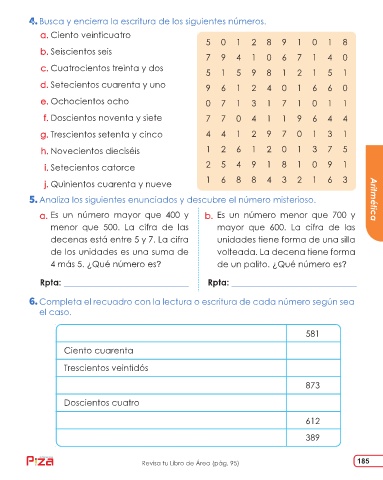 4. Busca y encierra la escritura de los siguientes números.
a. Ciento veinticuatro
b. Seiscientos seis
c. Cuatrocientos treinta y dos
d. Setecientos cuarenta y uno
e. Ochocientos ocho
f. Doscientos noventa y siete
g. Trescientos setenta y cinco
h. Novecientos dieciséis
i. Setecientos catorce
j. Quinientos cuarenta y nueve
5 0 1 2 8 9 1 0 1 8
7 9 4 1 0 6 7 1 4 0
5 1 5 9 8 1 2 1 5 1
9 6 1 2 4 0 1 6 6 0
0 7 1 3 1 7 1 0 1 1
7 7 0 4 1 1 9 6 4 4
4 4 1 2 9 7 0 1 3 1
1 2 6 1 2 0 1 3 7 5
2 5 4 9 1 8 1 0 9 1
1 6 8 8 4 3 2 1 6 3
Aritmética
5. Analiza los siguientes enunciados y descubre el número misterioso.
a. Es un número mayor que 400 y
menor que 500. La cifra de las
decenas está entre 5 y 7. La cifra
de los unidades es una suma de
4 más 5. ¿Qué número es?
Rpta:
b. Es un número menor que 700 y
mayor que 600. La cifra de las
unidades tiene forma de una silla
volteada. La decena tiene forma
de un palito. ¿Qué número es?
Rpta:
6. Completa el recuadro con la lectura o escritura de cada número según sea
el caso.
581
Ciento cuarenta
Trescientos veintidós
873
Doscientos cuatro
612
389
Piza
Revisa tu Libro de Área (pág. 95)
185